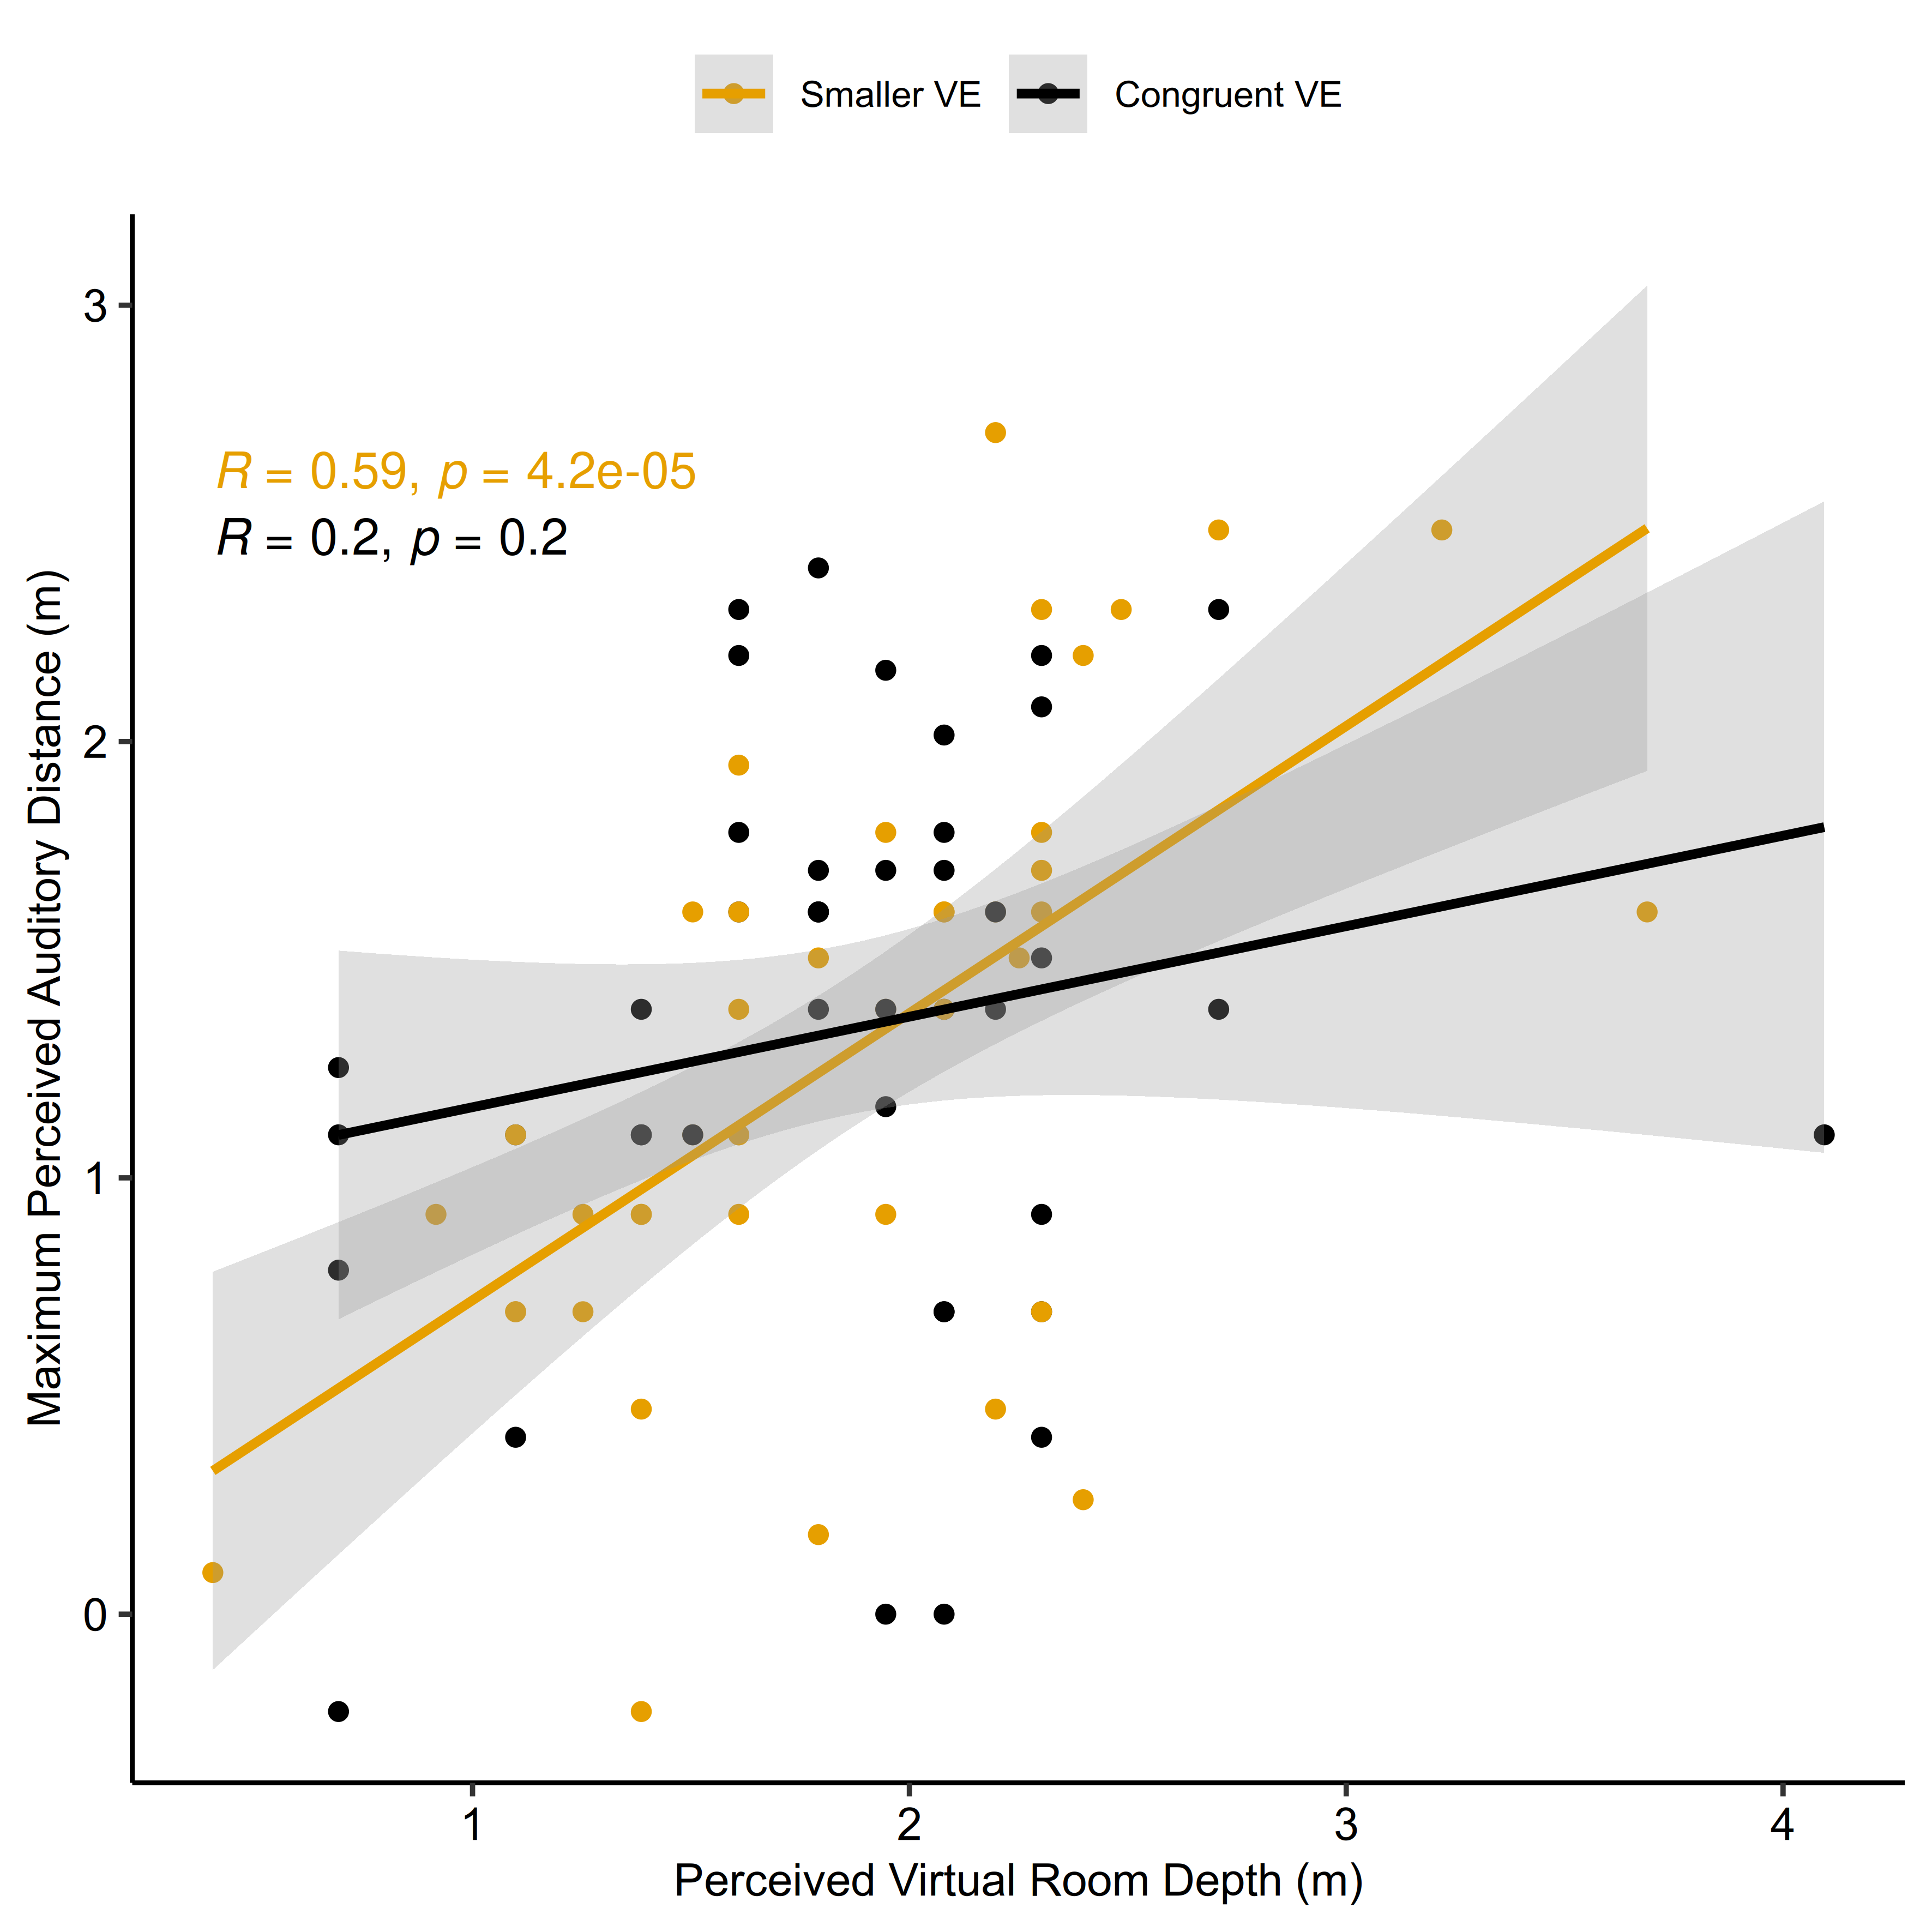 Smaller VE Congruent VE
R = 0.59, p = 4.2e-05
R = 0.2, p = 0.2
Maximum Perceived Auditory Distance (m)
3
2
1
0
1 2 3 4
Perceived Virtual Room Depth (m)